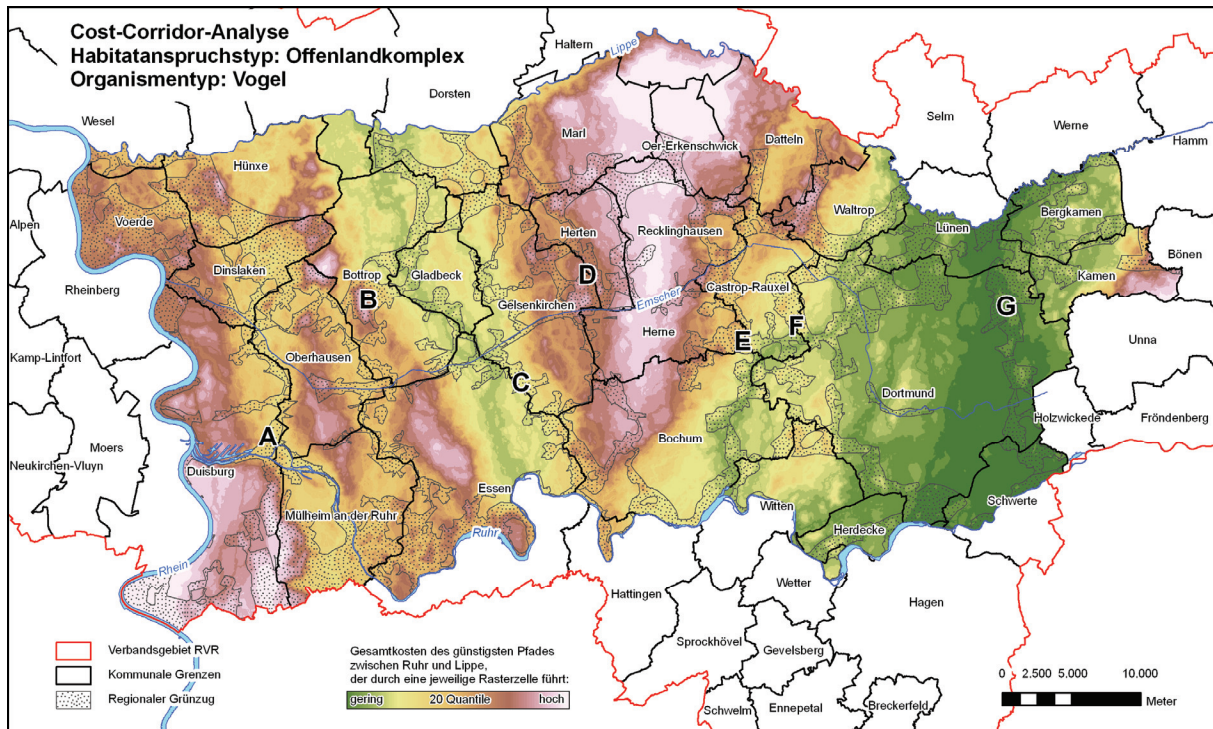 Cost-Corridor-Analyse
Habitatanspruchstyp: Offenlandkomplex
Organismentyp: Vogel
Haltern
Lippe
Dorsten
Wesel
Selm
Werne
Hamm
Marl
Oer-Erkenschwick
Datteln
Hünxe
Voerde
Alpen
Waltrop
Lünen
Bergkamen
Herten
Recklinghausen
Bönen
Rheinberg
Dinslaken
Bottrop
Gladbeck
D
Gelsenkirchen
Castrop-Rauxel
Kamen
B
Emscher
G
Herne
E
F
Unna
Kamp-Lintfort
Oberhausen
C
Dortmund
Moers
A
Holzwickede
Fröndenberg
Neukirchen-Vluyn
Duisburg
Bochum
Essen
Schwerte
Mülheim an der Ruhr
Witten
Herdecke
Ruhr
Rhein
Wetter
Hattingen
Hagen
Sprockhövel
Gevelsberg
Schwelm
Ennepetal
Breckerfeld
Verbandsgebiet RVR
Kommunale Grenzen
Regionaler Grünzug
Gesamtkosten des günstigsten Pfades
zwischen Ruhr und Lippe,
der durch eine jeweilige Rasterzelle führt:
gering 20 Quantile hoch
0 2.500 5.000 10.000
Meter